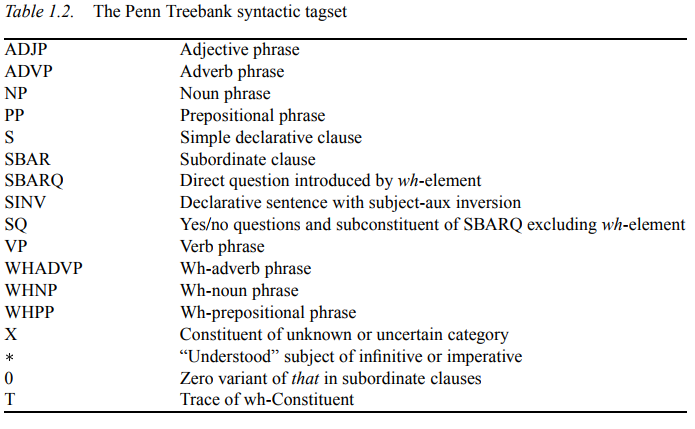 Table 1.2. The Penn Treebank syntactic tagset
ADJP Adjective phrase
ADVP Adverb phrase
NP Noun phrase
PP Prepositional phrase
S Simple declarative clause
SBAR Subordinate clause
SBARQ Direct question introduced by wh-element
SINV Declarative sentence with subject-aux inversion
SQ Yes/no questions and subconstituent of SBARQ excluding wh-element
VP Verb phrase
WHADVP Wh-adverb phrase
WHNP Wh-noun phrase
WHPP Wh-prepositional phrase
X Constituent of unknown or uncertain category
* “Understood” subject of infinitive or imperative
0 Zero variant of that in subordinate clauses
T Trace of wh-Constituent